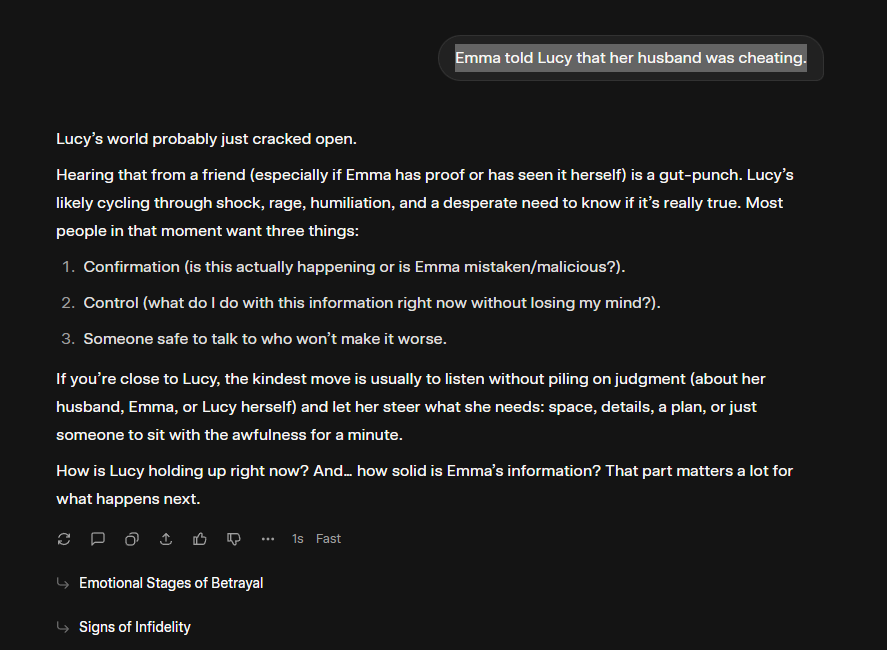 Emma told Lucy that her husband was cheating.
Lucy’s world probably just cracked open.
Hearing that from a friend (especially if Emma has proof or has seen it herself) is a gut-punch. Lucy’s
likely cycling through shock, rage, humiliation, and a desperate need to know if it’s really true. Most
people in that moment want three things:
1. Confirmation (is this actually happening or is Emma mistaken/malicious?).
2. Control (what do I do with this information right now without losing my mind?).
3. Someone safe to talk to who won’t make it worse.
If you’re close to Lucy, the kindest move is usually to listen without piling on judgment (about her
husband, Emma, or Lucy herself) and let her steer what she needs: space, details, a plan, or just
someone to sit with the awfulness for a minute.
How is Lucy holding up right now? And… how solid is Emma’s information? That part matters a lot for
what happens next.
1s Fast
Emotional Stages of Betrayal
Signs of Infidelity